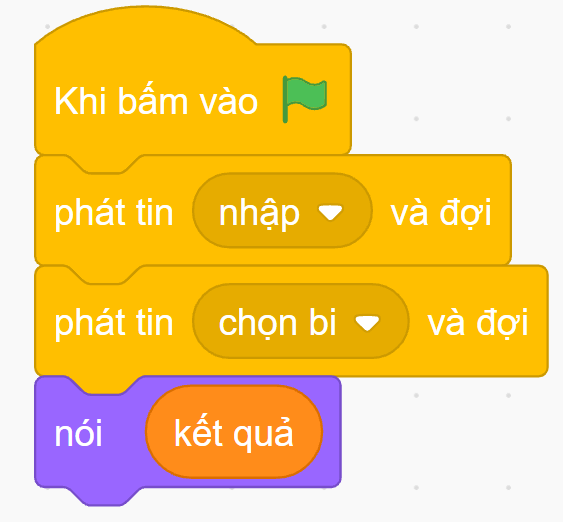 Khi bấm vào
phát tin nhập và đợi
phát tin chọn bi và đợi
nói kết quả